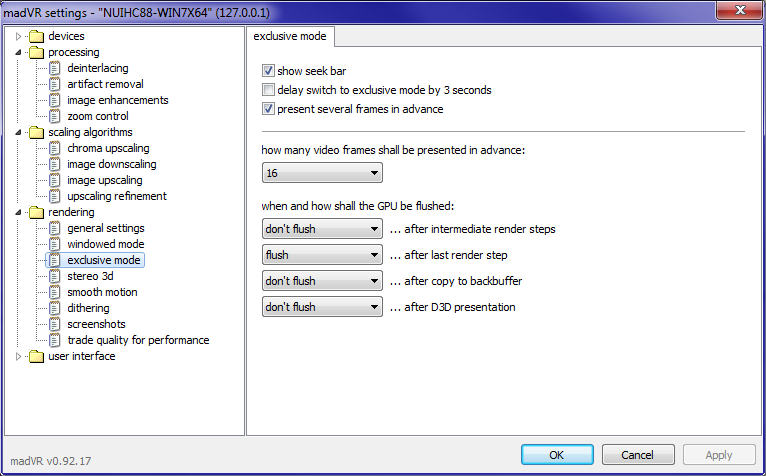 madVR settings - "NUIHC88-WIN7X64" (127.0.0.1)
devices
processing
deinterlacing
artifact removal
image enhancements
zoom control
scaling algorithms
chroma upscaling
image downscaling
image upscaling
upscaling refinement
rendering
general settings
windowed mode
exclusive mode
stereo 3d
smooth motion
dithering
screenshots
trade quality for performance
user interface
madVR v0.92.17
exclusive mode
show seek bar
delay switch to exclusive mode by 3 seconds
present several frames in advance
how many video frames shall be presented in advance:
16
when and how shall the GPU be flushed:
don't flush ... after intermediate render steps
flush ... after last render step
don't flush ... after copy to backbuffer
don't flush ... after D3D presentation
OK Cancel Apply